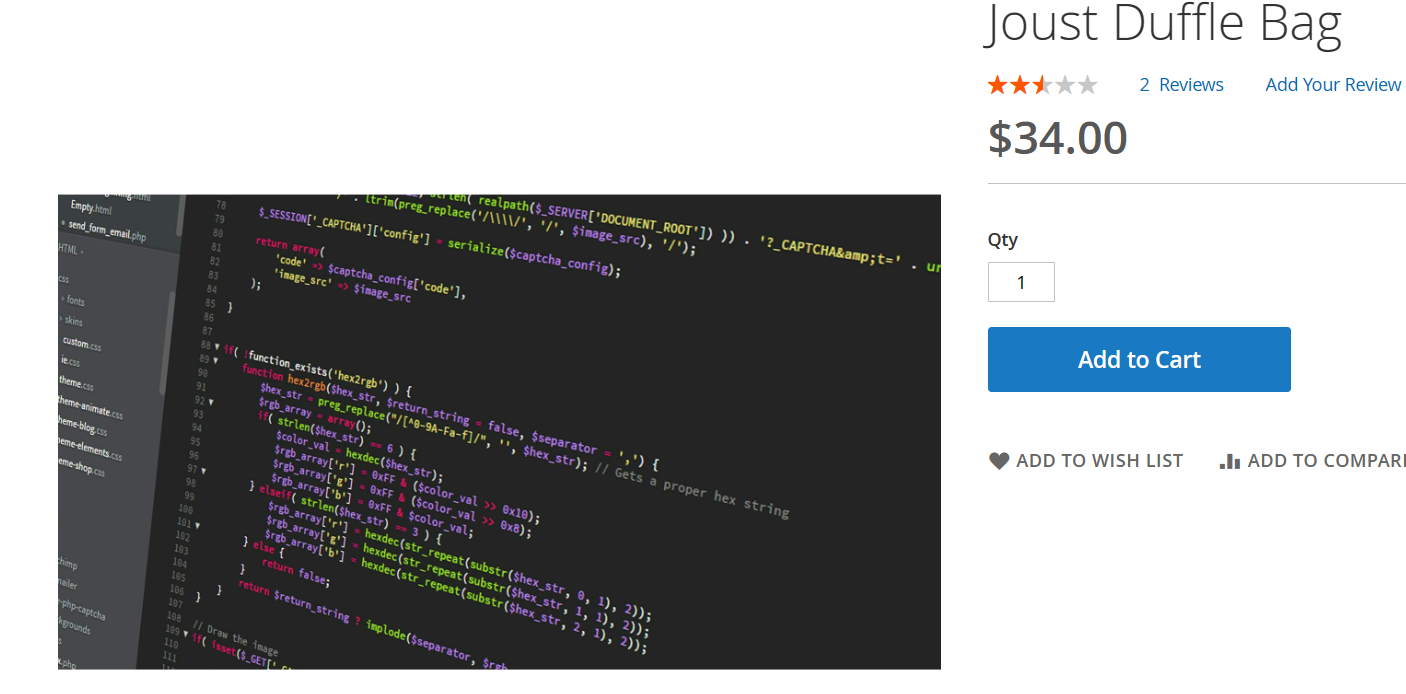 Joust Duffle Bag
2 Reviews
Add Your Review
$34.00
Qty
1
Add to Cart
ADD TO WISH LIST
ADD TO COMPAR
Empty.html
send_form_email.php
HTML
css
fonts
skins
custom.css
ie.css
theme.css
theme-animate.css
heme-blog.css
eme-elements.css
eme-shop.css
chimp
mailer
e-php-captcha
kgrounds
s
x.php
78 . ltrim(preg_replace('/\\\\/', '/', $image_src), '/');
strlen( realpath($_SERVER['DOCUMENT_ROOT']) )) . '?_CAPTCHA&amp;t=' . ur
79 $_SESSION['_CAPTCHA']['config'] = serialize($captcha_config);
80
81 return array(
82 'code' => $captcha_config['code'],
83 'image_src' => $image_src
84 );
85 }
86
87
88 if( !function_exists('hex2rgb') ) {
89 function hex2rgb($hex_str, $return_string = false, $separator = ',') {
90 $hex_str = preg_replace("/[^0-9A-Fa-f]/", '', $hex_str); // Gets a proper hex string
91 $rgb_array = array();
92 if( strlen($hex_str) == 6 ) {
93 $color_val = hexdec($hex_str);
94 $rgb_array['r'] = 0xFF & ($color_val >> 0x10);
95 $rgb_array['g'] = 0xFF & ($color_val >> 0x8);
96 $rgb_array['b'] = 0xFF & $color_val;
97 } elseif( strlen($hex_str) == 3 ) {
98 $rgb_array['r'] = hexdec(str_repeat(substr($hex_str, 0, 1), 2));
99 $rgb_array['g'] = hexdec(str_repeat(substr($hex_str, 1, 1), 2));
100 $rgb_array['b'] = hexdec(str_repeat(substr($hex_str, 2, 1), 2));
101 } else {
102 return false;
103 }
104 return $return_string ? implode($separator, $rgb
105 }
106 }
107
108 // Draw the image
109 if( isset($_GET['
110
111